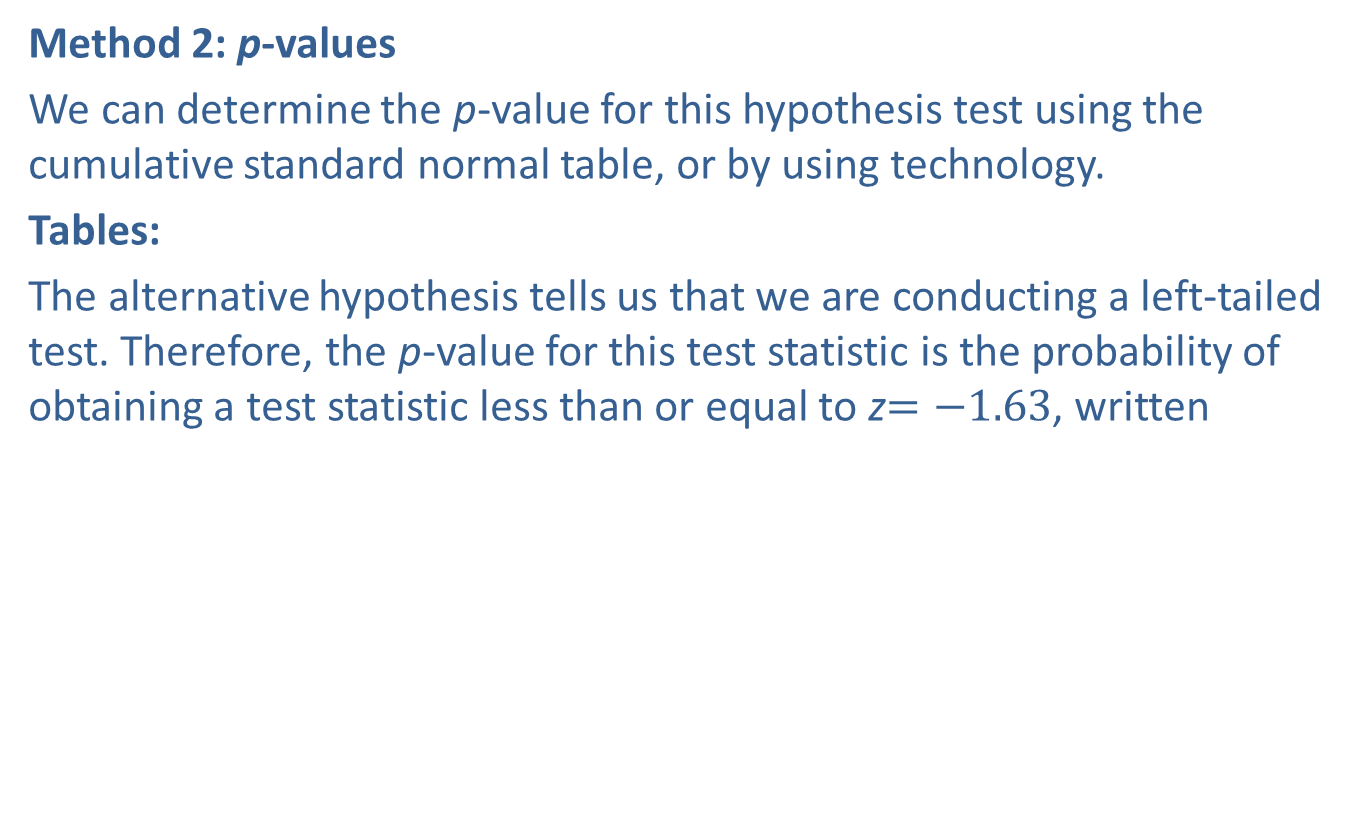 Method 2: p-values
We can determine the p-value for this hypothesis test using the
cumulative standard normal table, or by using technology.
Tables:
The alternative hypothesis tells us that we are conducting a left-tailed
test. Therefore, the p-value for this test statistic is the probability of
obtaining a test statistic less than or equal to z= −1.63, written